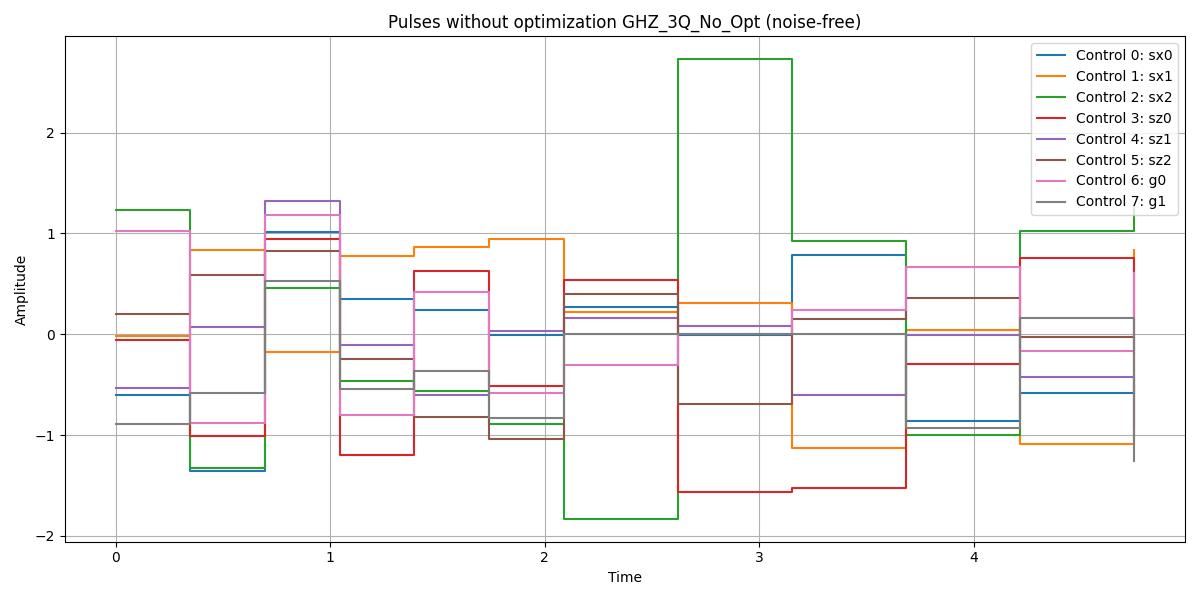 Pulses without optimization GHZ_3Q_No_Opt (noise-free)
Control 0: sx0
Control 1: sx1
Control 2: sx2
Control 3: sz0
Control 4: sz1
Control 5: sz2
Control 6: g0
Control 7: g1
Amplitude
2
1
0
−1
−2
0 1 2 3 4
Time